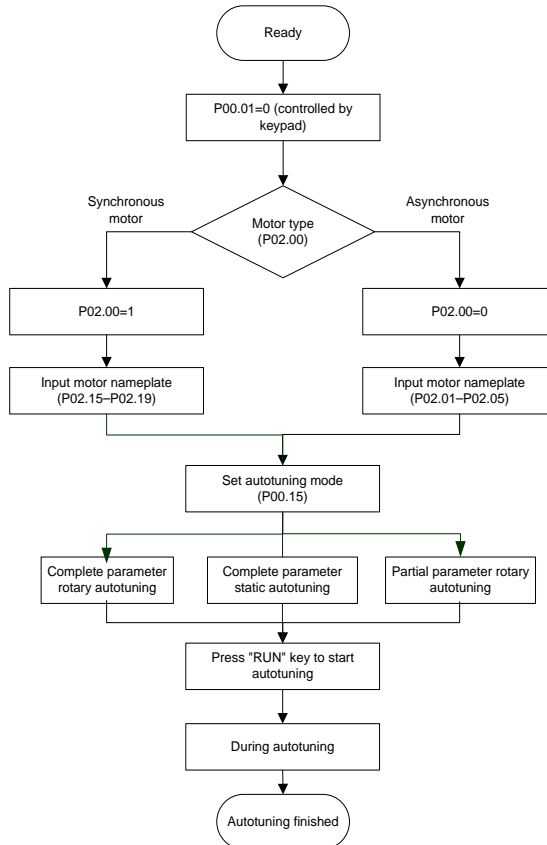 Ready
P00.01=0 (controlled by
keypad)
Synchronous
motor
Motor type
(P02.00)
Asynchronous
motor
P02.00=1
P02.00=0
Input motor nameplate
(P02.15–P02.19)
Input motor nameplate
(P02.01–P02.05)
Set autotuning mode
(P00.15)
Complete parameter
rotary autotuning
Complete parameter
static autotuning
Partial parameter rotary
autotuning
Press "RUN" key to start
autotuning
During autotuning
Autotuning finished